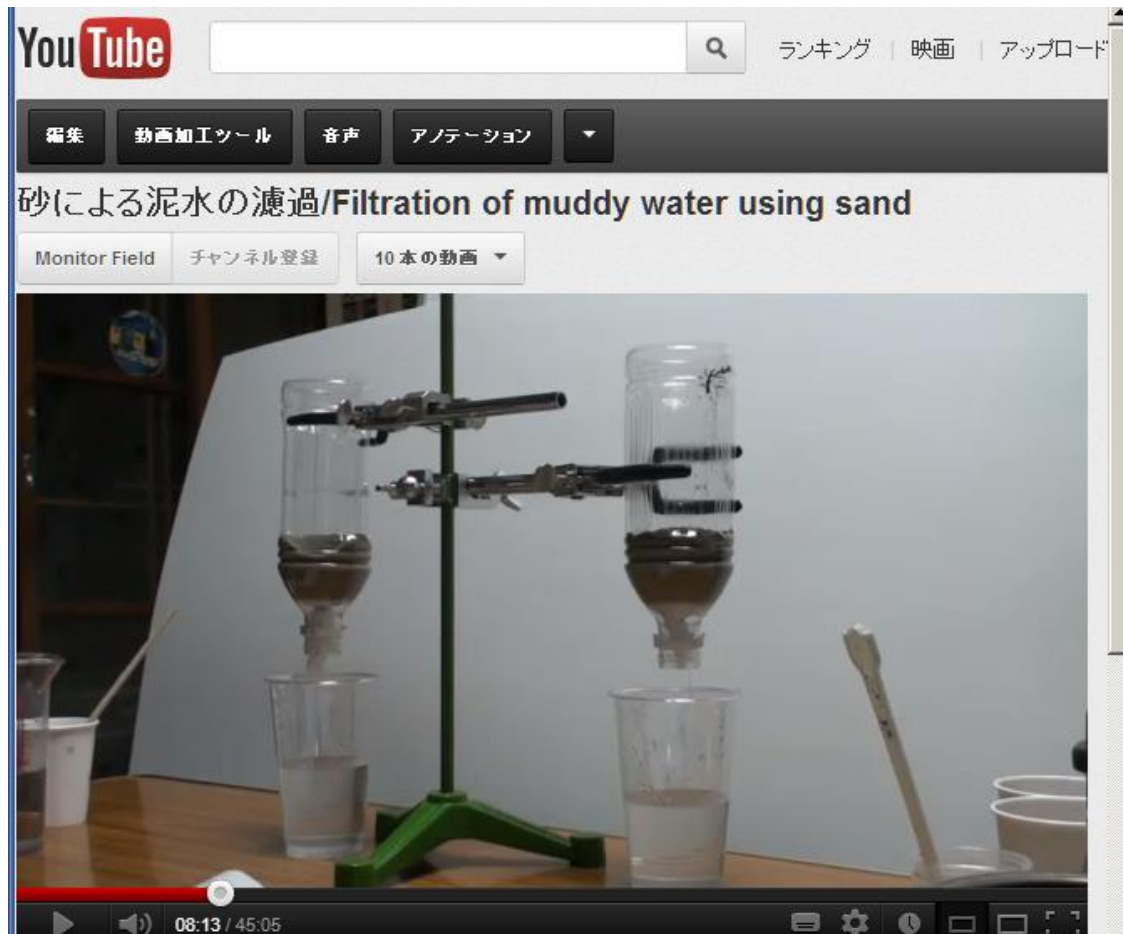 YouTube ランキング 映画 アップロード
編集 動画加工ツール 音声 アノテーション
砂による泥水の濾過/Filtration of muddy water using sand
Monitor Field チャンネル登録 10 本の動画
08:13 / 45:05